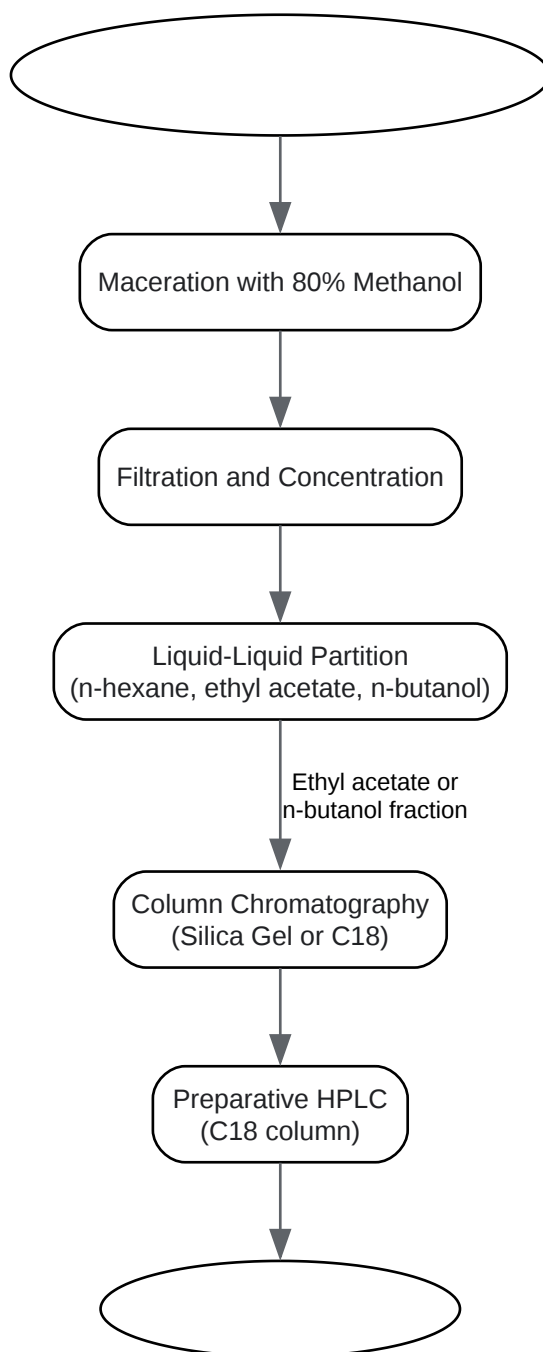 Maceration with 80% Methanol
Filtration and Concentration
Liquid-Liquid Partition
(n-hexane, ethyl acetate, n-butanol)
Ethyl acetate or
n-butanol fraction
Column Chromatography
(Silica Gel or C18)
Preparative HPLC
(C18 column)